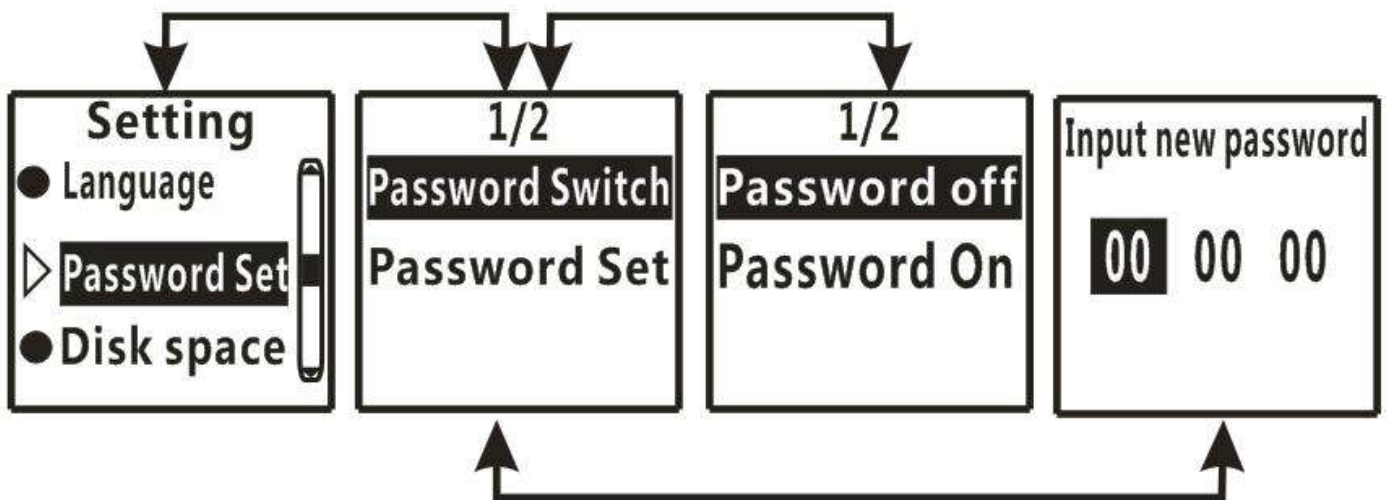 Setting
Language
Password Set
Disk space
1/2
Password Switch
Password Set
1/2
Password off
Password On
Input new password
00 00 00